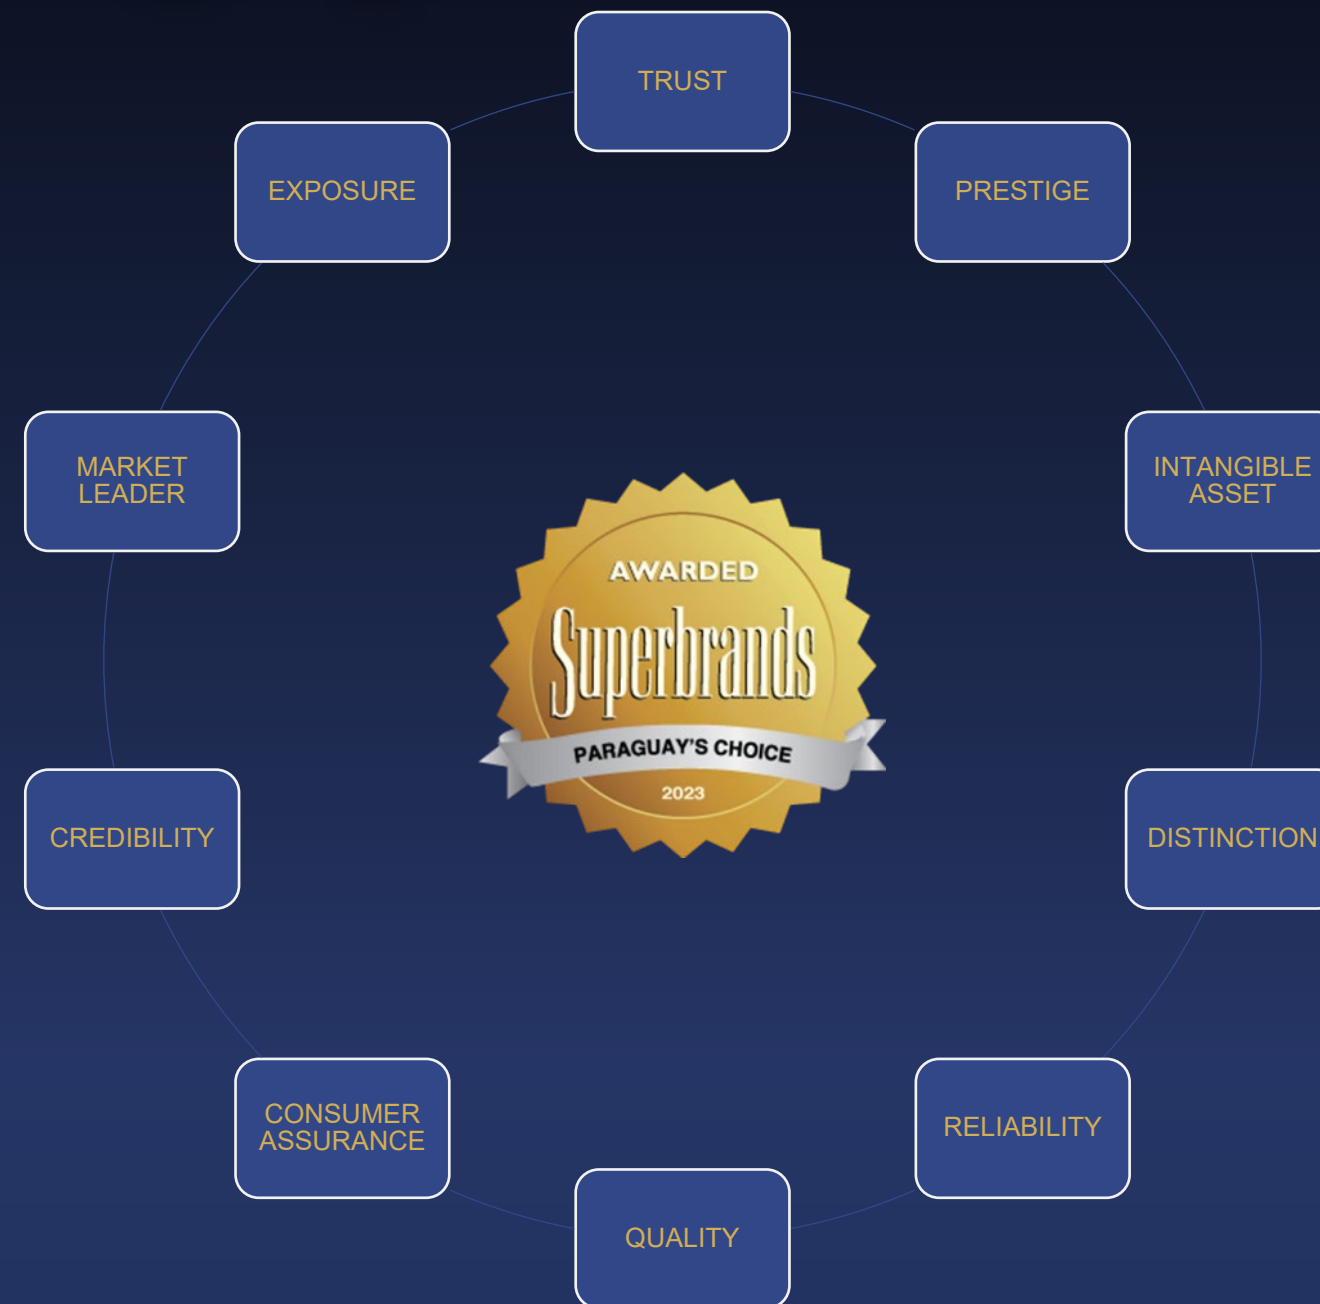 TRUST
EXPOSURE
PRESTIGE
MARKET
LEADER
INTANGIBLE
ASSET
AWARDED
Superbrands
PARAGUAY'S CHOICE
2023
CREDIBILITY
DISTINCTION
CONSUMER
ASSURANCE
RELIABILITY
QUALITY